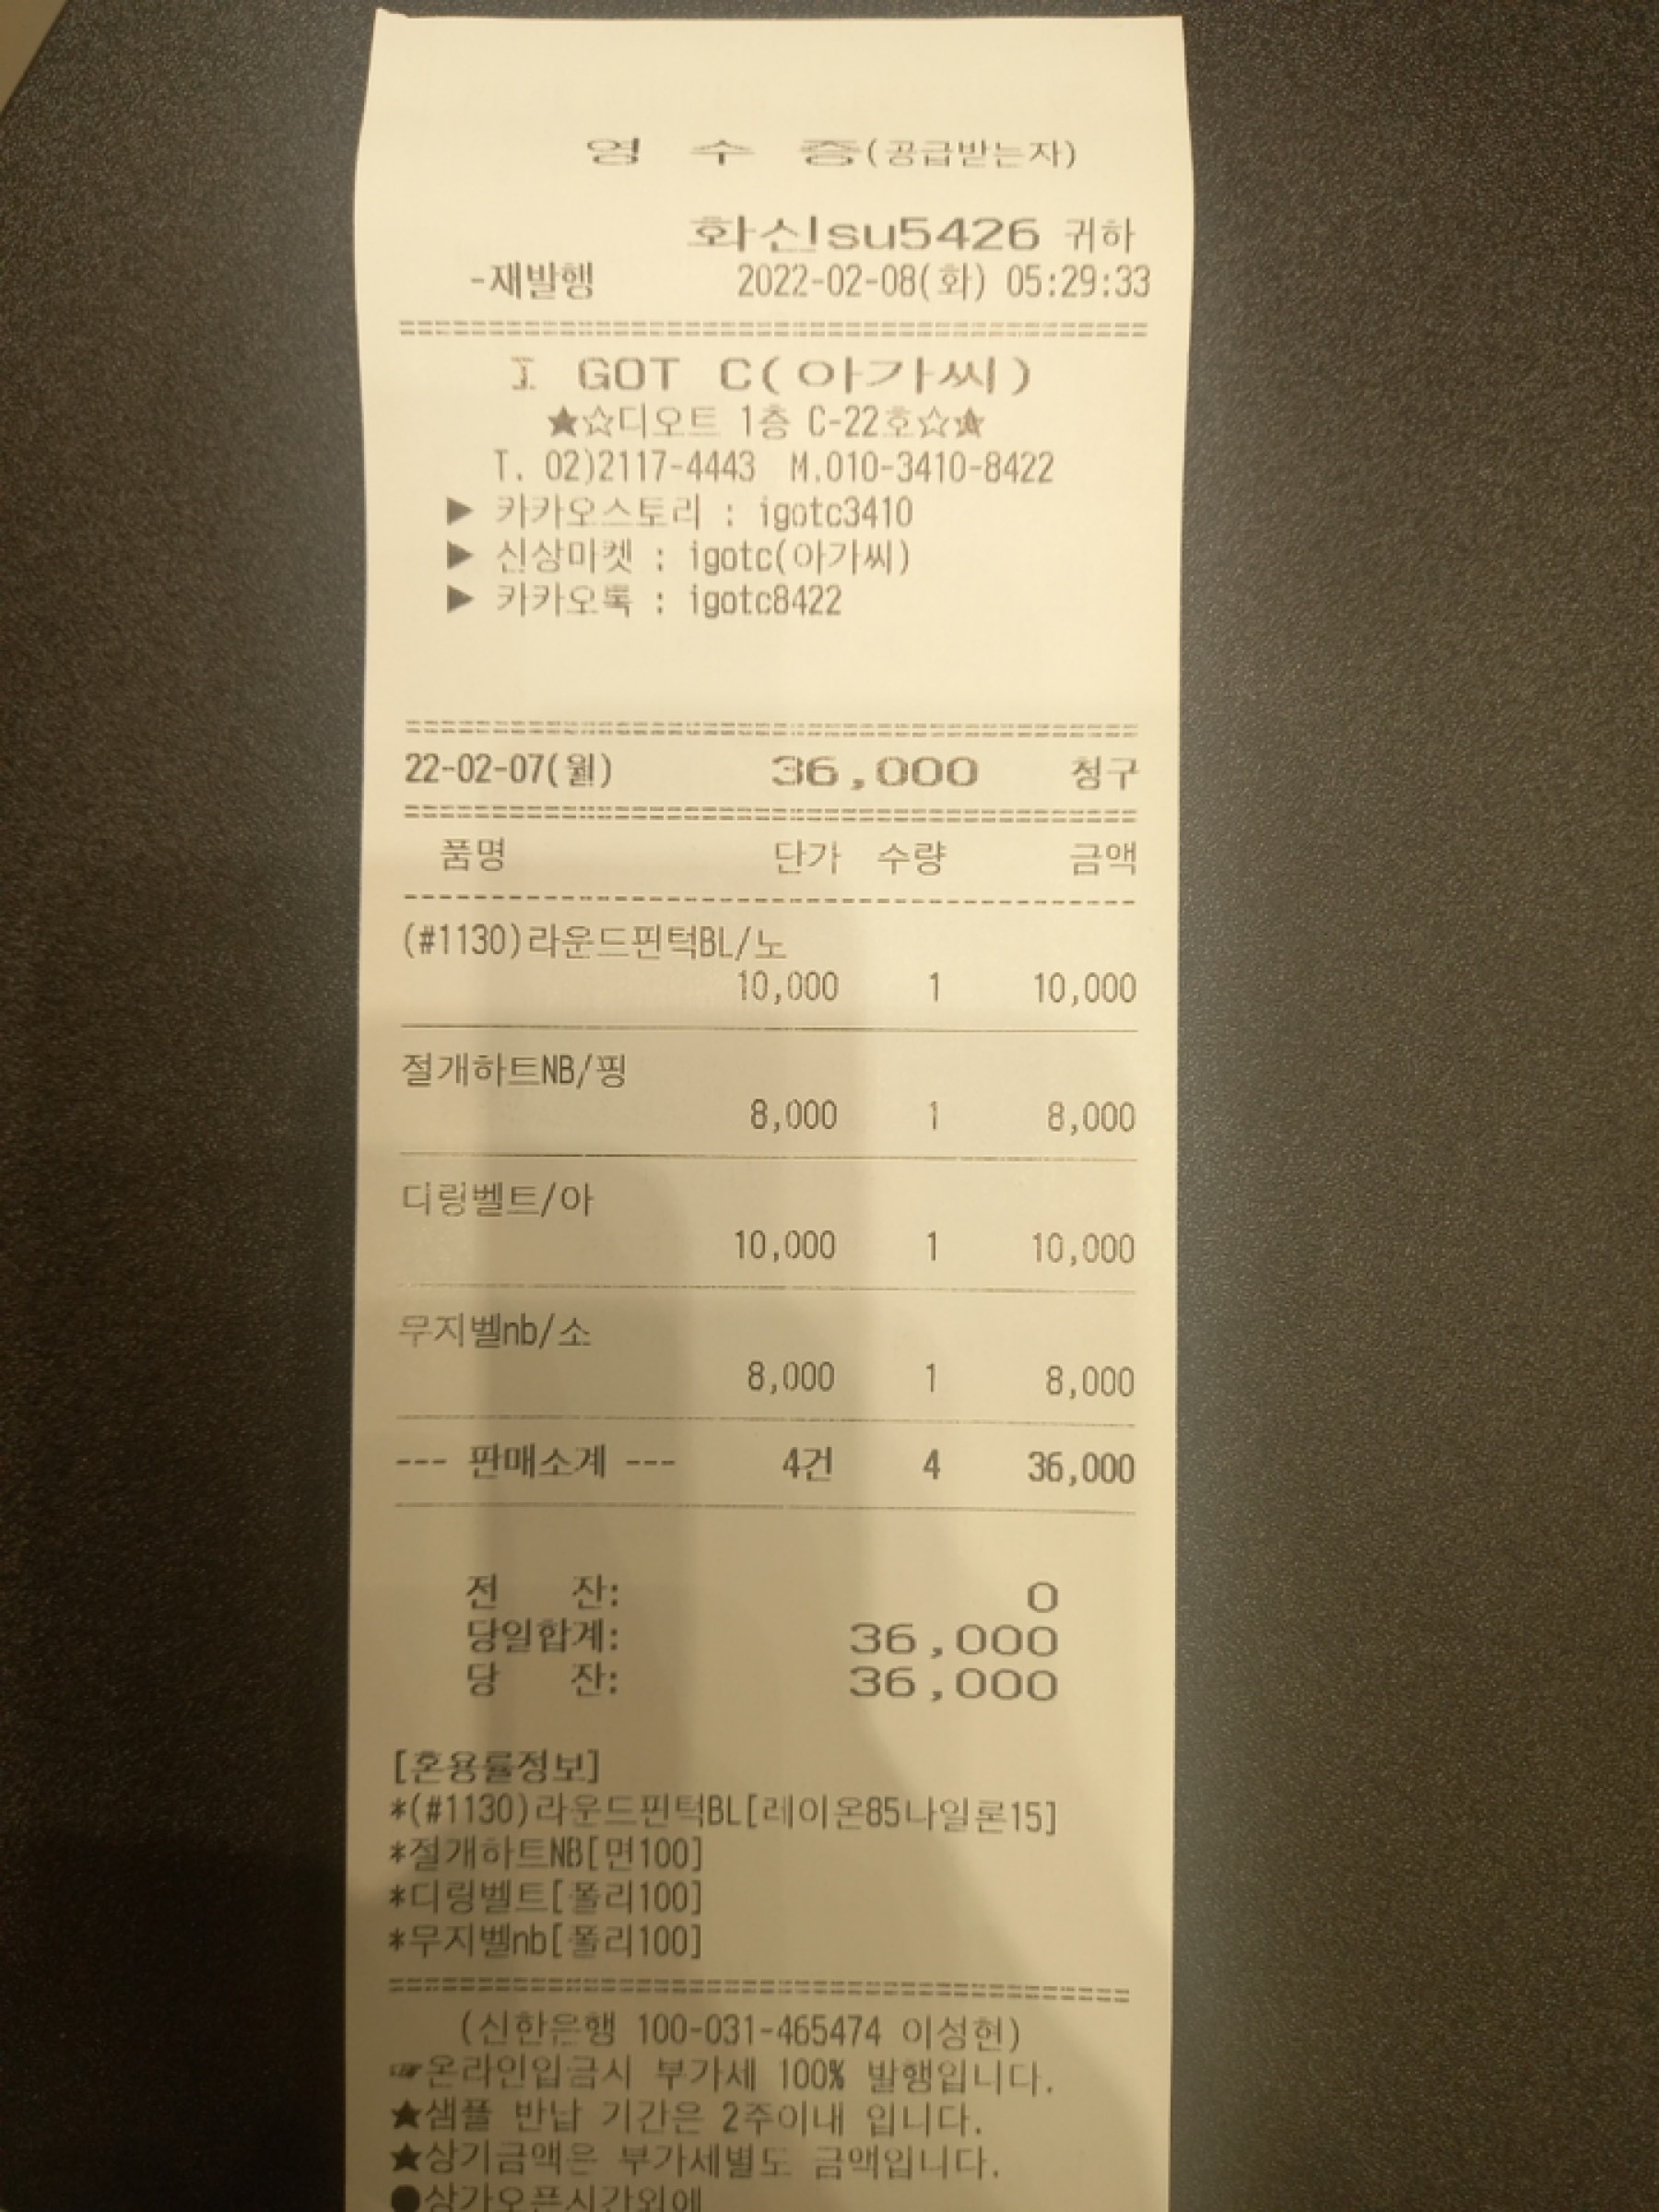 영 수 증(공급받는자)
화신su5426 귀하
-재발행 2022-02-08(화) 05:29:33
==========================================
I GOT C(아가씨)
★☆디오트 1층 C-22호☆★
T. 02)2117-4443 M.010-3410-8422
▶ 카카오스토리 : igotc3410
▶ 신상마켓 : igotc(아가씨)
▶ 카카오톡 : igotc8422
==========================================
22-02-07(월) 36,000 청구
==========================================
품명 단가 수량 금액
------------------------------------------
(#1130)라운드핀턱BL/노
10,000 1 10,000
절개하트NB/핑
8,000 1 8,000
디링벨트/아
10,000 1 10,000
무지벨nb/소
8,000 1 8,000
--- 판매소계 --- 4건 4 36,000
전 잔: 0
당일합계: 36,000
당 잔: 36,000
[혼용률정보]
*(#1130)라운드핀턱BL[레이온85나일론15]
*절개하트NB[면100]
*디링벨트[폴리100]
*무지벨nb[폴리100]
==========================================
(신한은행 100-031-465474 이성헌)
☞온라인입금시 부가세 100% 발행입니다.
★샘플 반납 기간은 2주이내 입니다.
★상기금액은 부가세별도 금액입니다.
●상가오픈시간외에